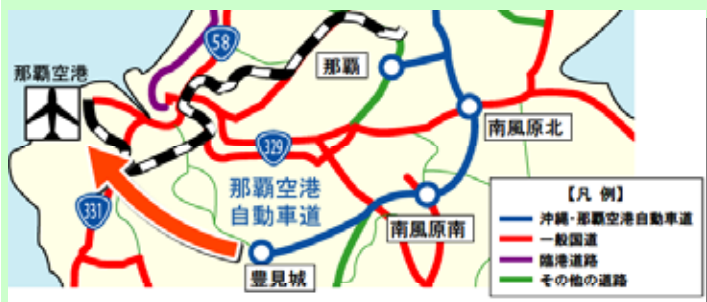 58
那覇空港
那覇
南風原北
329
那覇空港
自動車道
331
南風原南
豊見城
【凡 例】
沖縄・那覇空港自動車道
一般国道
臨港道路
その他の道路